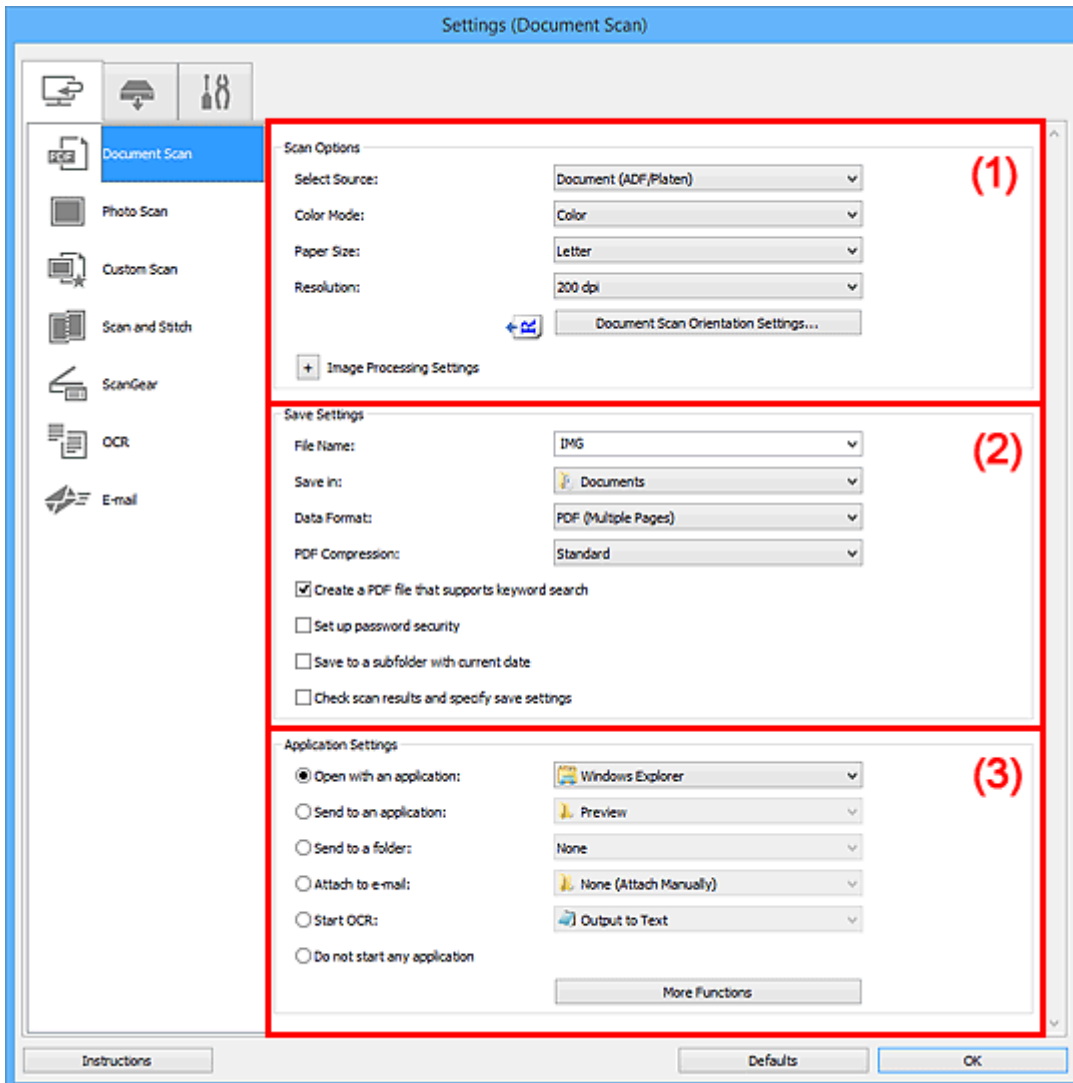 Settings (Document Scan)
PDF
Document Scan
Photo Scan
Custom Scan
Scan and Stitch
ScanGear
OCR
E-mail
(1)
Scan Options
Select Source: Document (ADF/Platen)
Color Mode: Color
Paper Size: Letter
Resolution: 200 dpi
R Document Scan Orientation Settings...
+ Image Processing Settings
(2)
Save Settings
File Name: IMG
Save in: Documents
Data Format: PDF (Multiple Pages)
PDF Compression: Standard
Create a PDF file that supports keyword search
Set up password security
Save to a subfolder with current date
Check scan results and specify save settings
(3)
Application Settings
Open with an application: Windows Explorer
Send to an application: Preview
Send to a folder: None
Attach to e-mail: None (Attach Manually)
Start OCR: Output to Text
Do not start any application
More Functions
Instructions Defaults OK